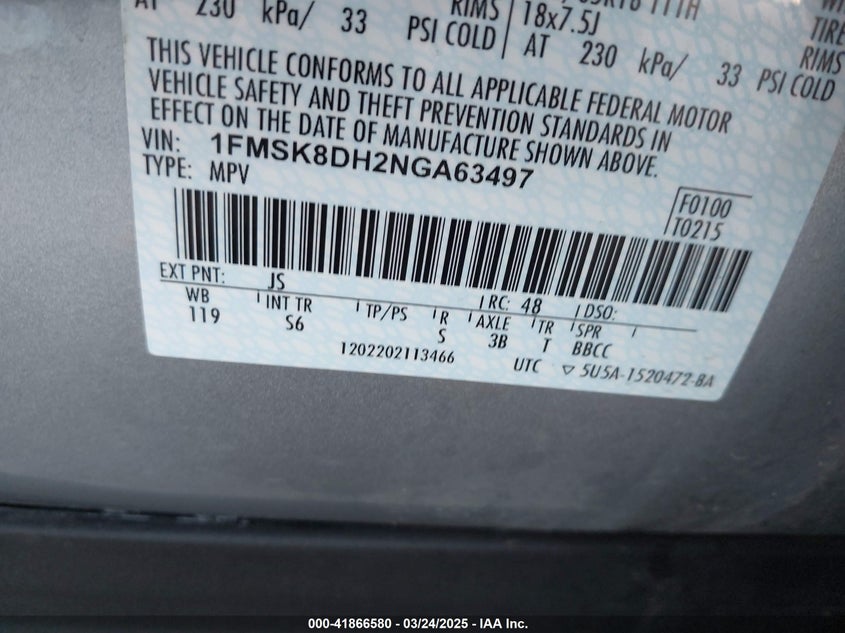 AT 230 kPa/ 33 PSI COLD
RIMS 18x7.5J
AT 230 kPa/ 33 PSI COLD
TIRE
RIMS
THIS VEHICLE CONFORMS TO ALL APPLICABLE FEDERAL MOTOR
VEHICLE SAFETY AND THEFT PREVENTION STANDARDS IN
EFFECT ON THE DATE OF MANUFACTURE SHOWN ABOVE.
VIN: 1FMSK8DH2NGA63497
TYPE: MPV
F0100
T0215
EXT PNT: JS RC: 48 DSO:
WB INT TR TP/PS R AXLE TR SPR
119 S6 S 3B T BBCC
1202202113466
UTC ▽ 5U5A-1520472-BA
000-41866580 - 03/24/2025 - IAA Inc.